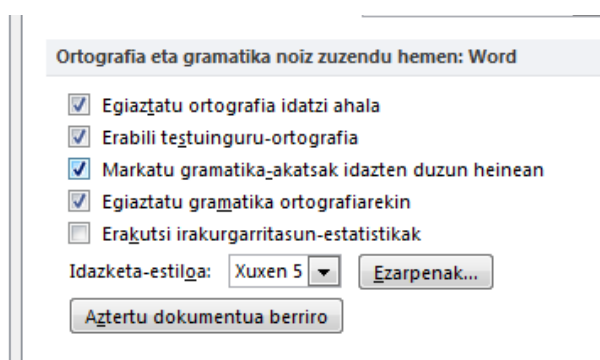 Ortografia eta gramatika noiz zuzendu hemen: Word
Egiaztatu ortografia idatzi ahala
Erabili testuinguru-ortografia
Markatu gramatika-akatsak idazten duzun heinean
Egiaztatu gramatika ortografiarekin
Erakutsi irakurgarritasun-estatistikak
Idazketa-estiloa: Xuxen 5 Ezarpenak...
Aztertu dokumentua berriro